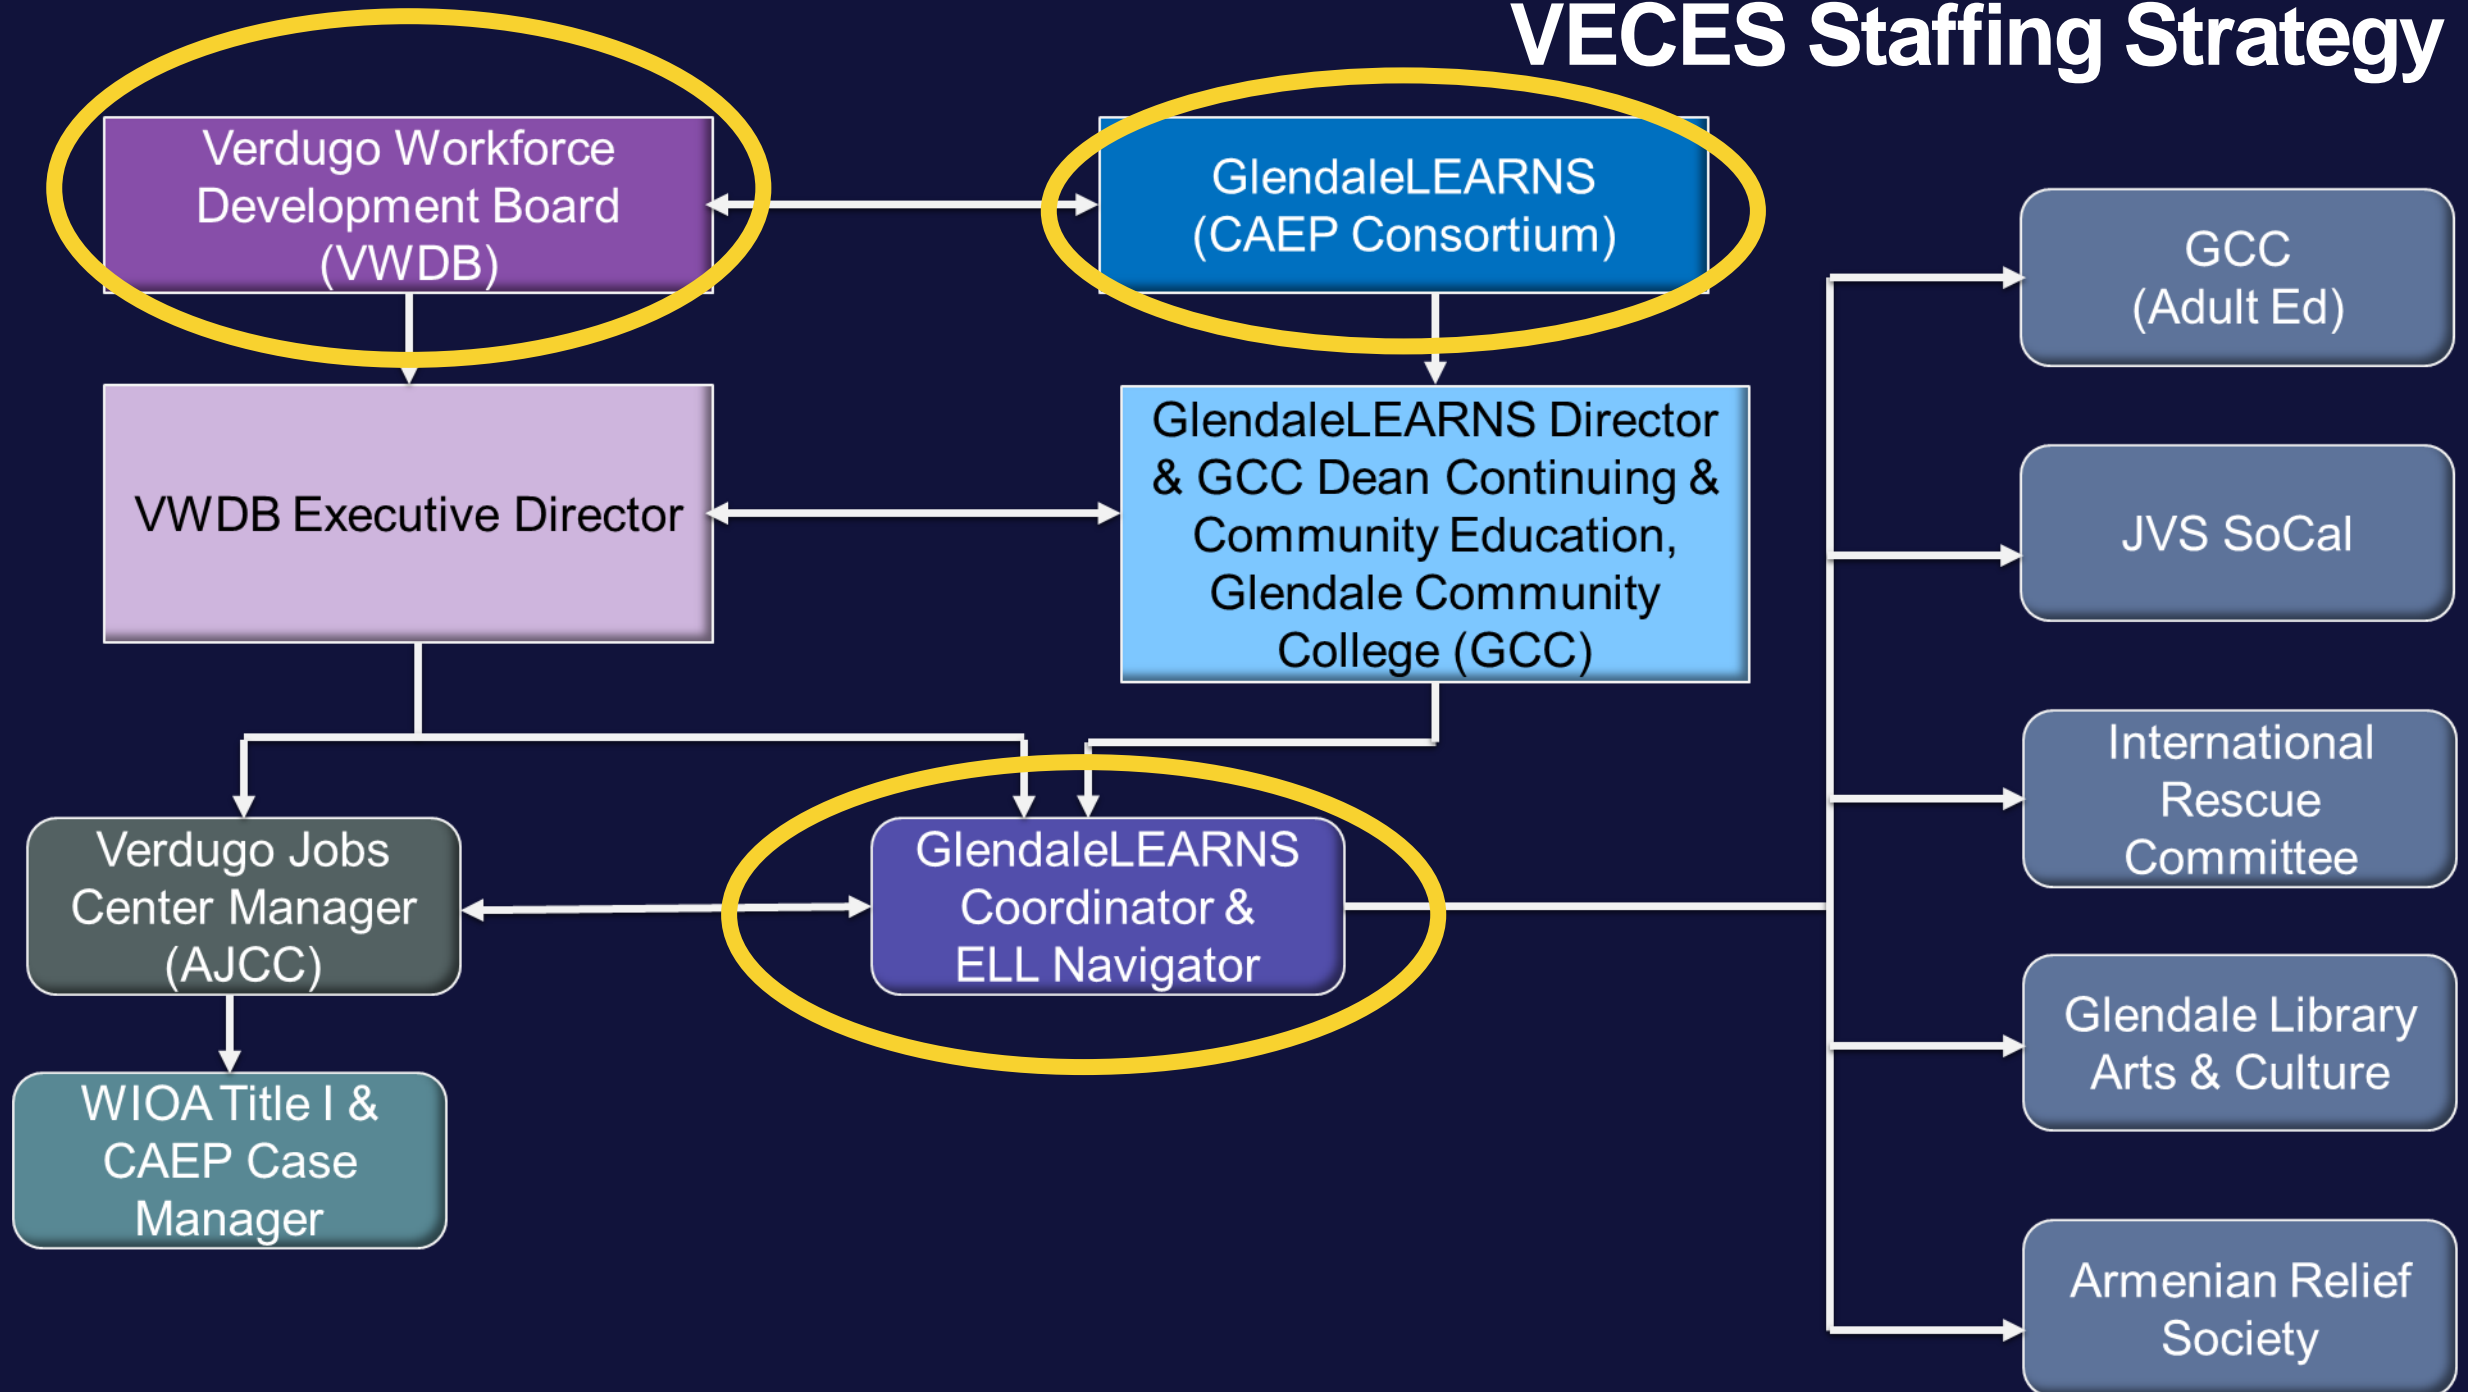 VECES Staffing Strategy
Verdugo Workforce
Development Board
(VWDB)
GlendaleLEARNS
(CAEP Consortium)
GCC
(Adult Ed)
VWDB Executive Director
GlendaleLEARNS Director
& GCC Dean Continuing &
Community Education,
Glendale Community
College (GCC)
JVS SoCal
International
Rescue
Committee
Verdugo Jobs
Center Manager
(AJCC)
GlendaleLEARNS
Coordinator &
ELL Navigator
Glendale Library
Arts & Culture
WIOA Title I &
CAEP Case
Manager
Armenian Relief
Society